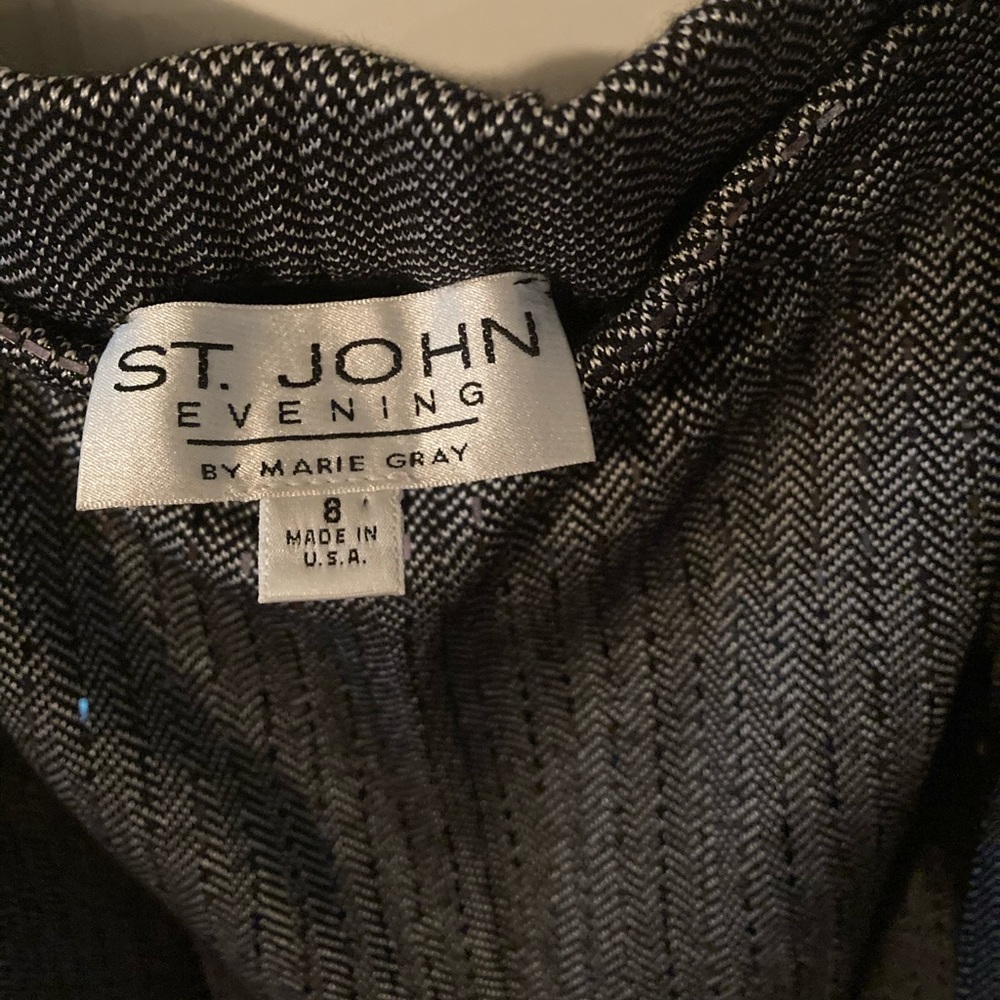 ST. JOHN
EVENING
BY MARIE GRAY
8
MADE IN
U.S.A.